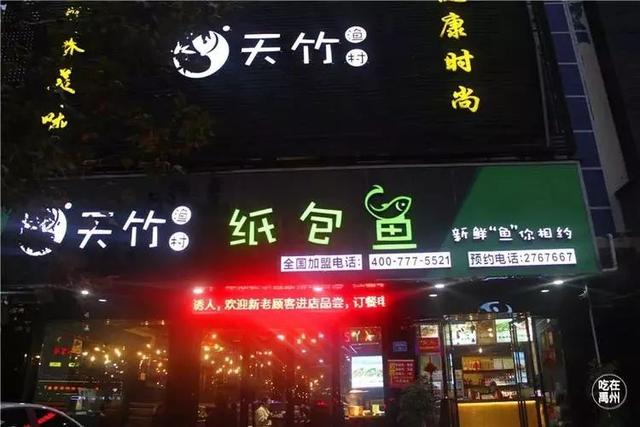 天竹渔村
健康时尚
天竹渔村
纸包鱼
新鲜“鱼”你相约
全国加盟电话: 400-777-5521
预约电话:2767667
诱人,欢迎新老顾客进店品尝,订餐电
吃在禹州